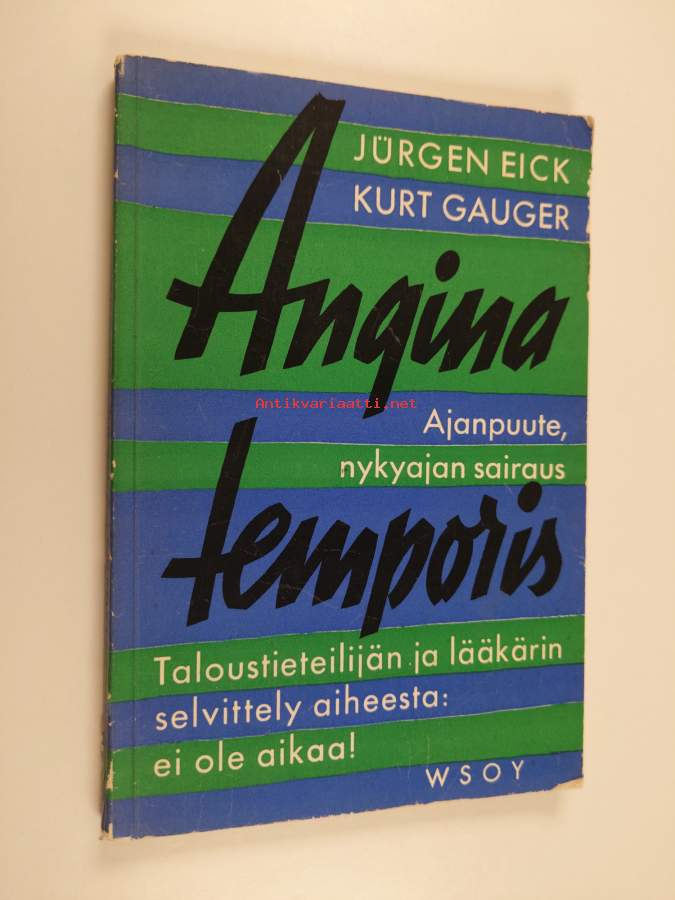 JÜRGEN EICK
KURT GAUGER
Angina
Antikvariaatti.net
Ajanpuute,
nykyajan sairaus
temporis
Taloustieteilijän ja lääkärin
selvittely aiheesta:
ei ole aikaa!
WSOY